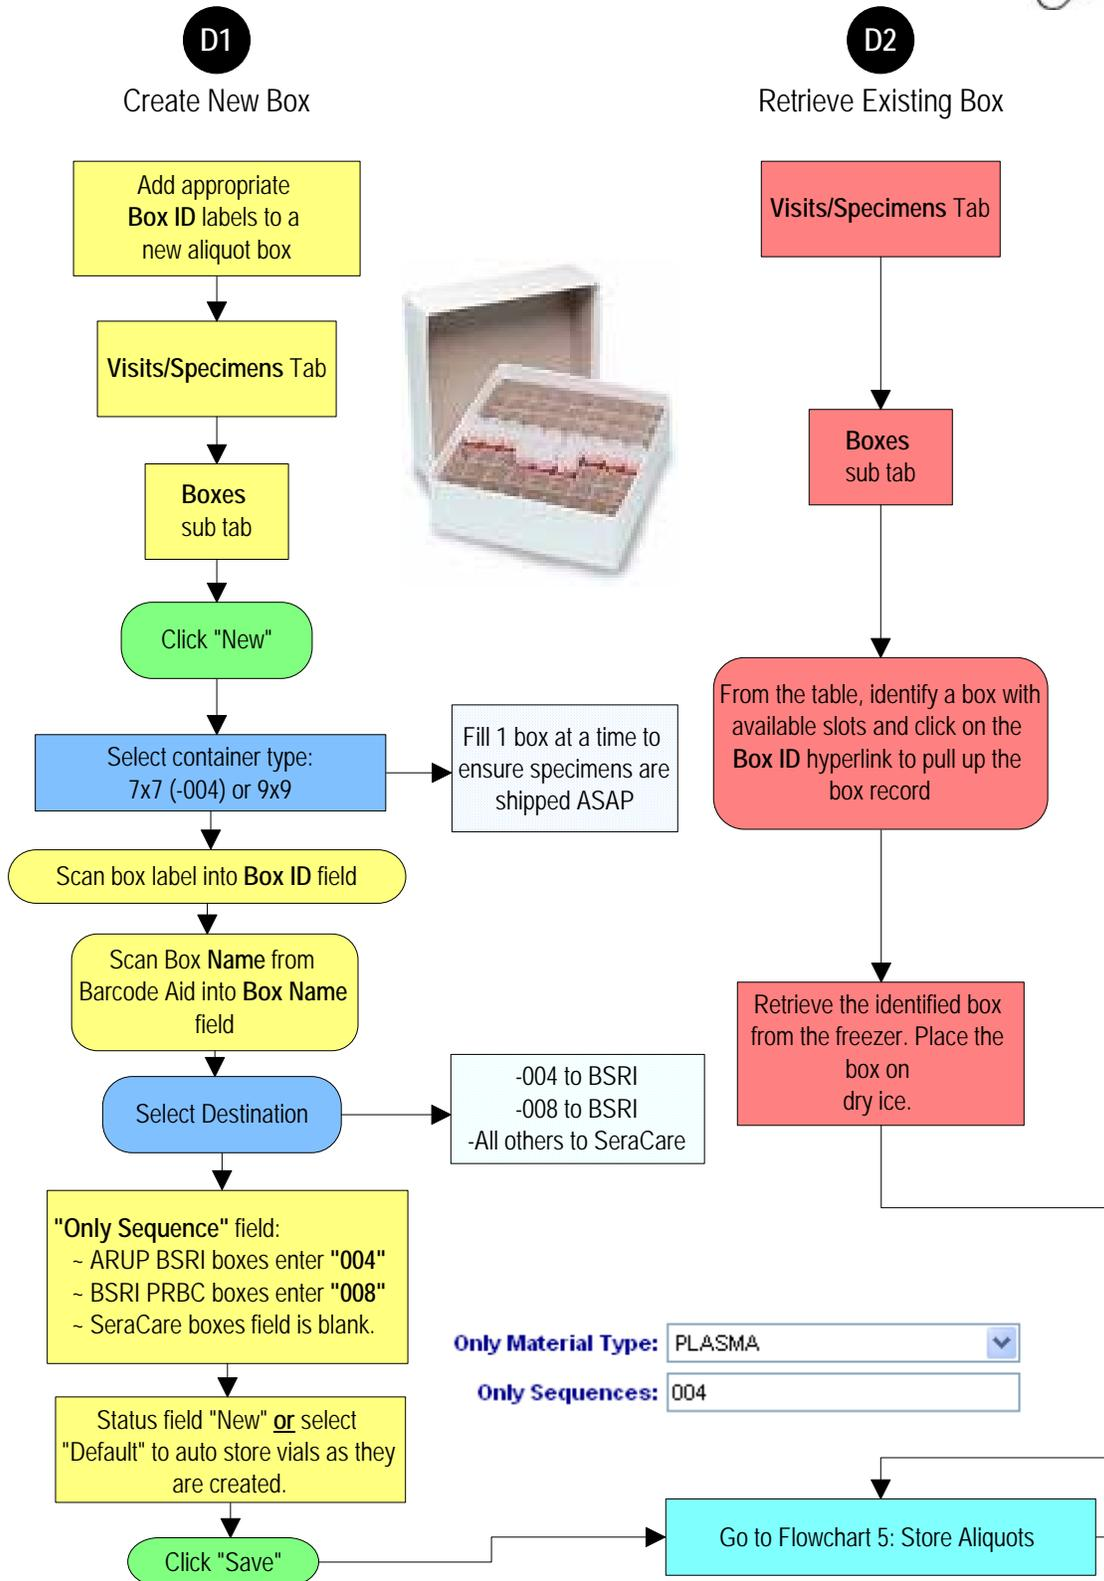 D1
Create New Box
Add appropriate
Box ID labels to a
new aliquot box
Visits/Specimens Tab
Boxes
sub tab
Click "New"
Select container type:
7x7 (-004) or 9x9
Fill 1 box at a time to
ensure specimens are
shipped ASAP
Scan box label into Box ID field
Scan Box Name from
Barcode Aid into Box Name
field
Select Destination
-004 to BSRI
-008 to BSRI
-All others to SeraCare
"Only Sequence" field:
~ ARUP BSRI boxes enter "004"
~ BSRI PRBC boxes enter "008"
~ SeraCare boxes field is blank.
Only Material Type: PLASMA
Only Sequences: 004
Status field "New" or select
"Default" to auto store vials as they
are created.
Click "Save"
D2
Retrieve Existing Box
Visits/Specimens Tab
Boxes
sub tab
From the table, identify a box with
available slots and click on the
Box ID hyperlink to pull up the
box record
Retrieve the identified box
from the freezer. Place the
box on
dry ice.
Go to Flowchart 5: Store Aliquots